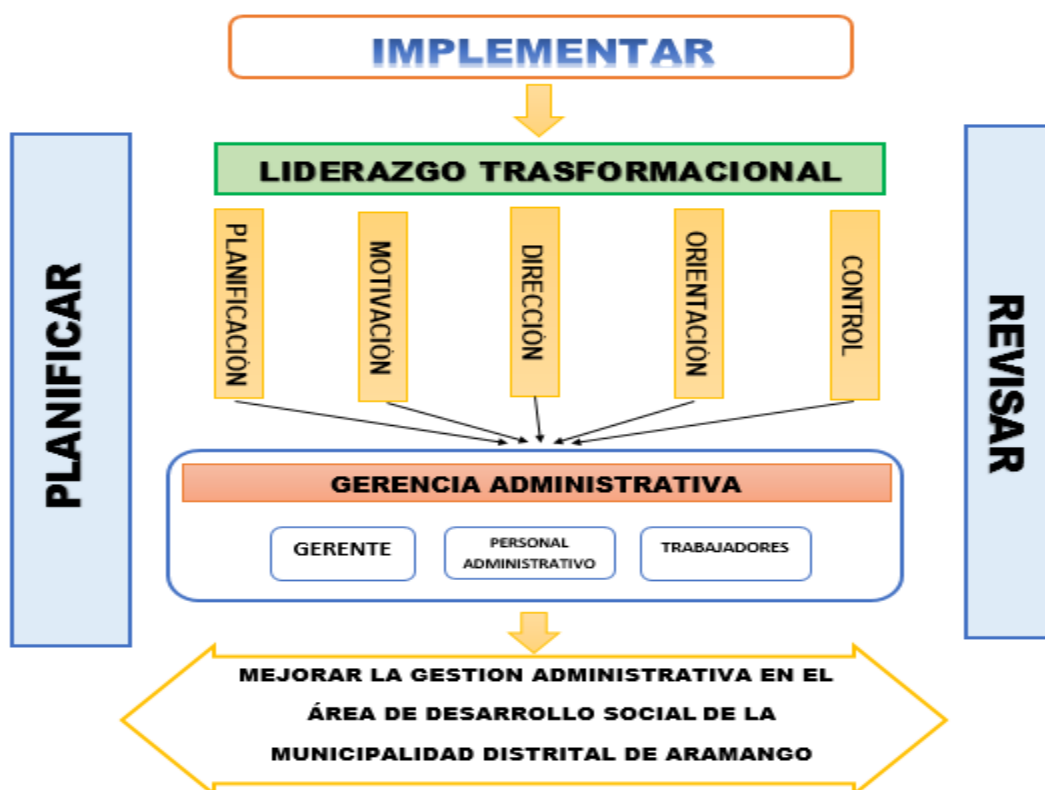 IMPLEMENTAR
LIDERAZGO TRASFORMACIONAL
PLANIFICAR
PLANIFICACIÓN
MOTIVACIÓN
DIRECCIÓN
ORIENTACIÓN
CONTROL
REVISAR
GERENCIA ADMINISTRATIVA
GERENTE
PERSONAL
ADMINISTRATIVO
TRABAJADORES
MEJORAR LA GESTION ADMINISTRATIVA EN EL
ÁREA DE DESARROLLO SOCIAL DE LA
MUNICIPALIDAD DISTRITAL DE ARAMANGO